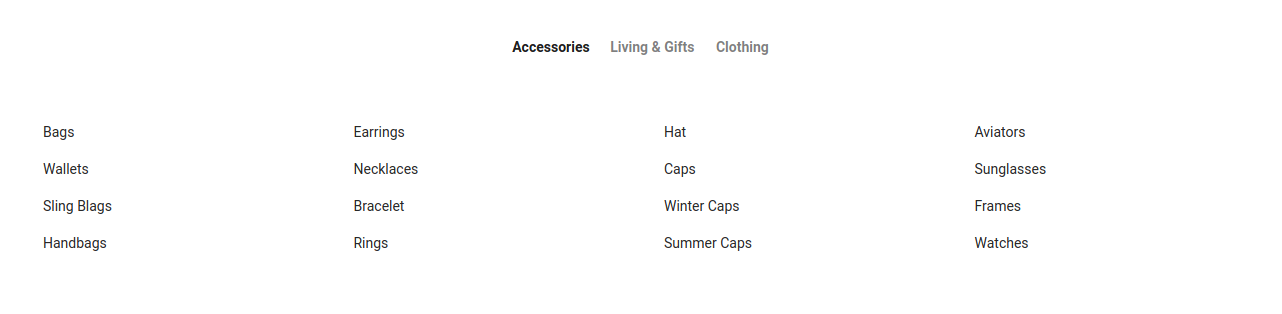 Accessories Living & Gifts Clothing
Bags Earrings Hat Aviators
Wallets Necklaces Caps Sunglasses
Sling Blags Bracelet Winter Caps Frames
Handbags Rings Summer Caps Watches